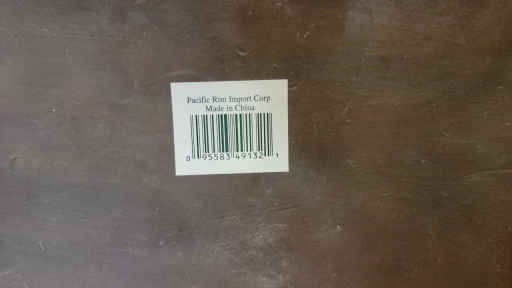 Pacific Rim Import Corp.
Made in China
0 95583 49132 1